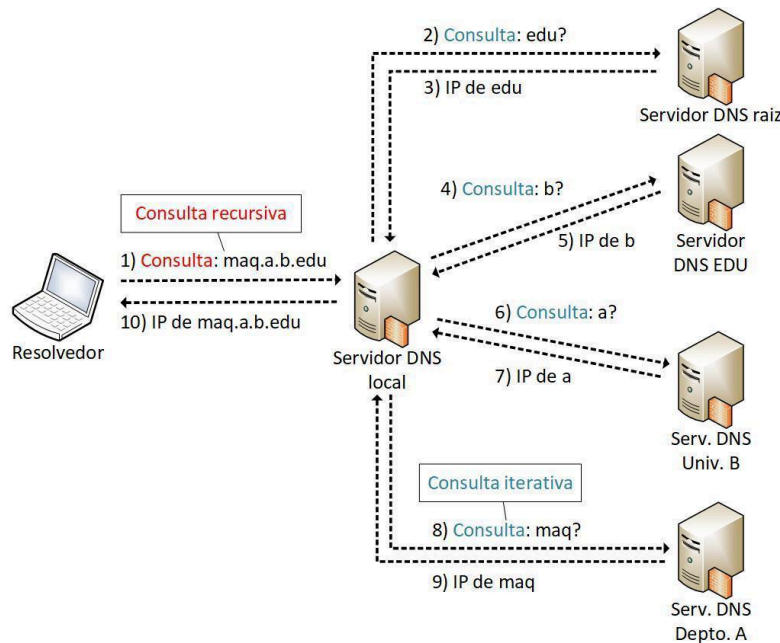 2) Consulta: edu?
3) IP de edu
Servidor DNS raiz
4) Consulta: b?
5) IP de b
Servidor
DNS EDU
Consulta recursiva
1) Consulta: maq.a.b.edu
10) IP de maq.a.b.edu
Resolvedor
Servidor DNS
local
6) Consulta: a?
7) IP de a
Serv. DNS
Univ. B
Consulta iterativa
8) Consulta: maq?
9) IP de maq
Serv. DNS
Depto. A